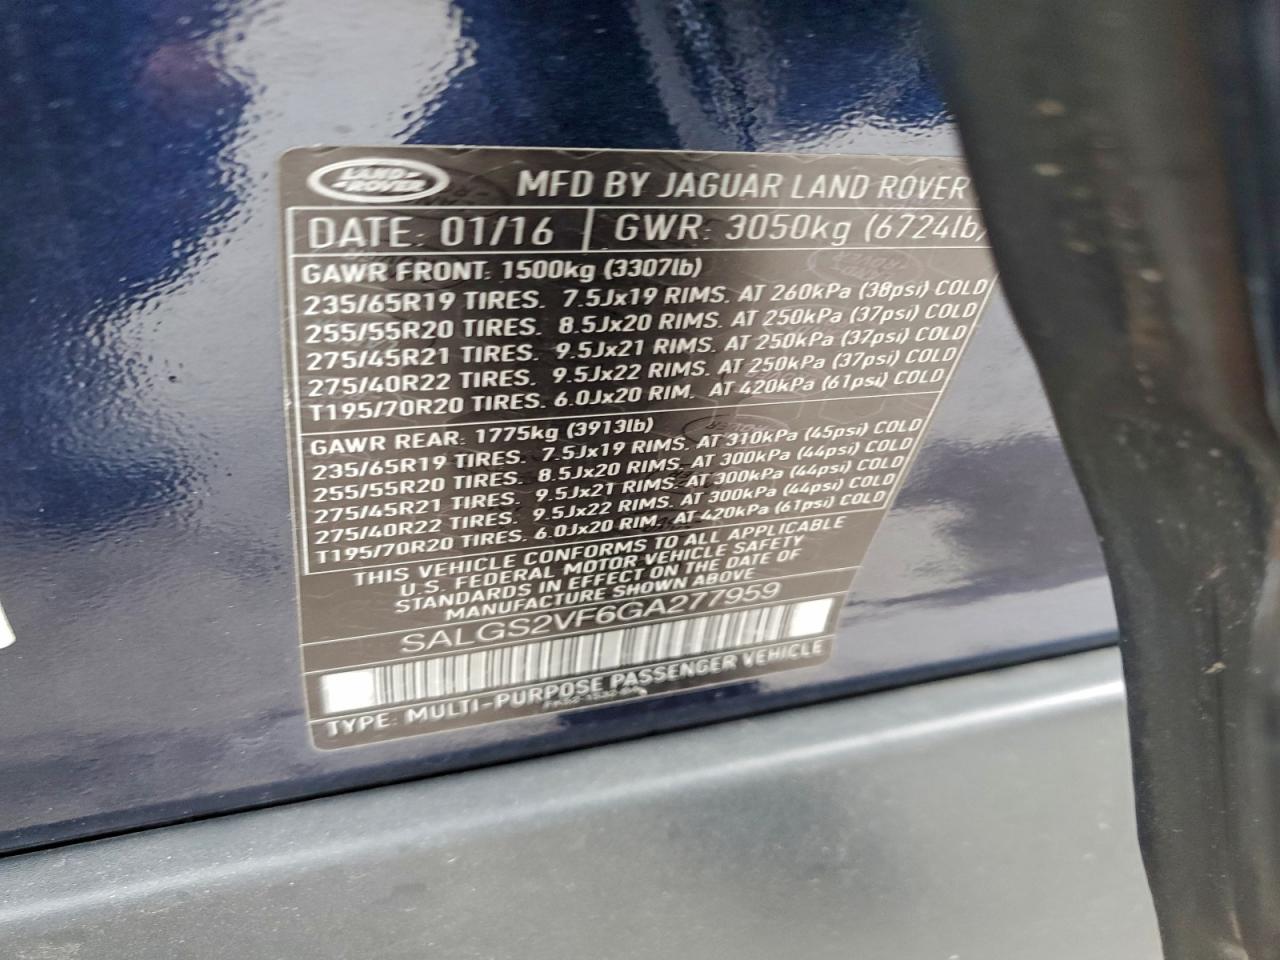 LAND-
-ROVER
MFD BY JAGUAR LAND ROVER
DATE: 01/16 GWR: 3050kg (6724lb)
GAWR FRONT: 1500kg (3307lb)
235/65R19 TIRES. 7.5Jx19 RIMS. AT 260kPa (38psi) COLD
255/55R20 TIRES. 8.5Jx20 RIMS. AT 250kPa (37psi) COLD
275/45R21 TIRES. 9.5Jx21 RIMS. AT 250kPa (37psi) COLD
275/40R22 TIRES. 9.5Jx22 RIMS. AT 250kPa (37psi) COLD
T195/70R20 TIRES. 6.0Jx20 RIM. AT 420kPa (61psi) COLD
GAWR REAR: 1775kg (3913lb)
235/65R19 TIRES. 7.5Jx19 RIMS. AT 310kPa (45psi) COLD
255/55R20 TIRES. 8.5Jx20 RIMS. AT 300kPa (44psi) COLD
275/45R21 TIRES. 9.5Jx21 RIMS. AT 300kPa (44psi) COLD
275/40R22 TIRES. 9.5Jx22 RIMS. AT 300kPa (44psi) COLD
T195/70R20 TIRES. 6.0Jx20 RIM. AT 420kPa (61psi) COLD
THIS VEHICLE CONFORMS TO ALL APPLICABLE
U.S. FEDERAL MOTOR VEHICLE SAFETY
STANDARDS IN EFFECT ON THE DATE OF
MANUFACTURE SHOWN ABOVE
SALGS2VF6GA277959
TYPE: MULTI-PURPOSE PASSENGER VEHICLE